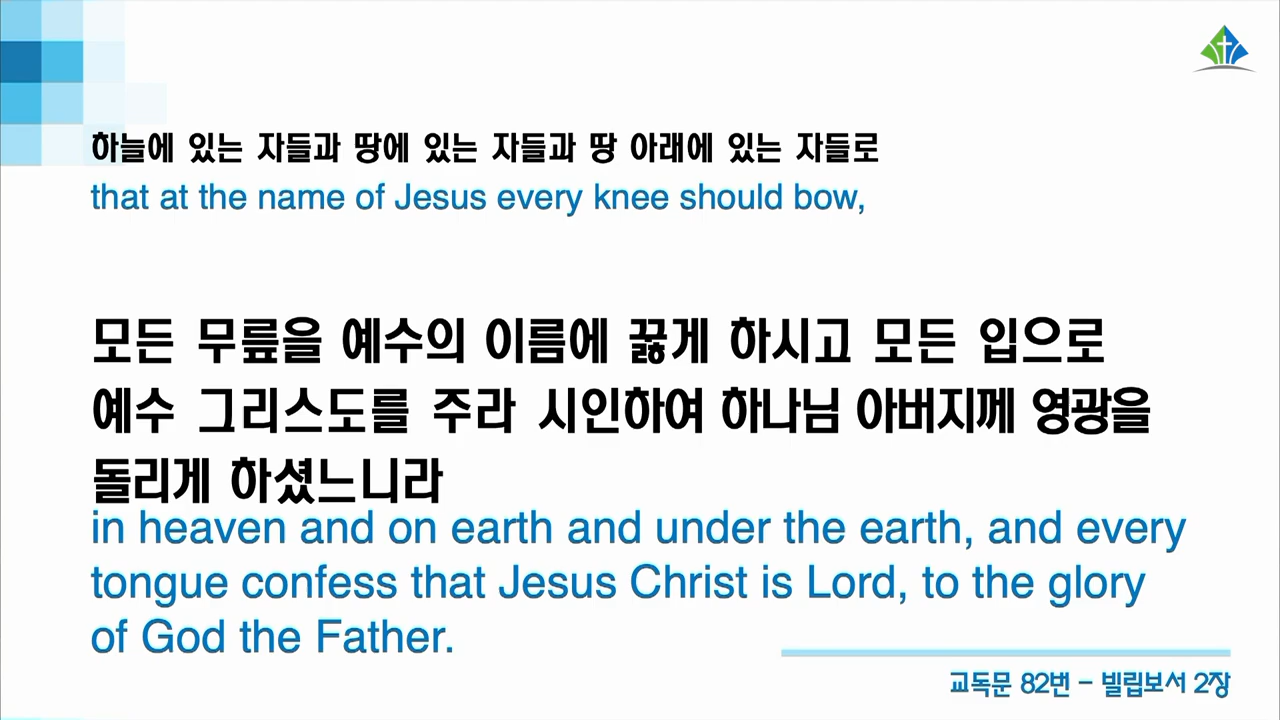 하늘에 있는 자들과 땅에 있는 자들과 땅 아래에 있는 자들로
that at the name of Jesus every knee should bow,
모든 무릎을 예수의 이름에 꿇게 하시고 모든 입으로
예수 그리스도를 주라 시인하여 하나님 아버지께 영광을
돌리게 하셨느니라
in heaven and on earth and under the earth, and every
tongue confess that Jesus Christ is Lord, to the glory
of God the Father.
교독문 82번 - 빌립보서 2장